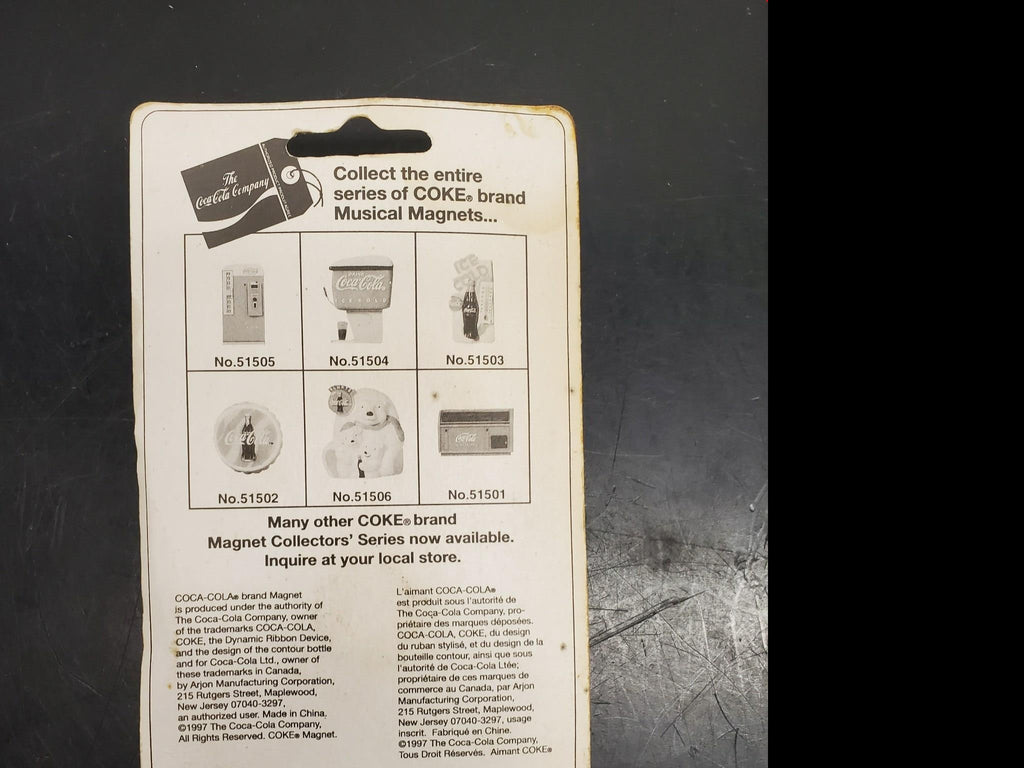 The
Coca-Cola Company
Collect the entire
series of COKE® brand
Musical Magnets...
DRINK
Coca-Cola
ICE COLD
ICE
COLD
No.51505
No.51504
No.51503
Coca-Cola
Coca-Cola
No.51502
No.51506
No.51501
Many other COKE® brand
Magnet Collectors' Series now available.
Inquire at your local store.
COCA-COLA® brand Magnet
is produced under the authority of
The Coca-Cola Company, owner
of the trademarks COCA-COLA,
COKE, the Dynamic Ribbon Device,
and the design of the contour bottle
and for Coca-Cola Ltd., owner of
these trademarks in Canada,
by Arjon Manufacturing Corporation,
215 Rutgers Street, Maplewood,
New Jersey 07040-3297,
an authorized user. Made in China.
©1997 The Coca-Cola Company,
All Rights Reserved. COKE® Magnet.
L'aimant COCA-COLA®
est produit sous l'autorité de
The Coca-Cola Company, pro-
priétaire des marques déposées.
COCA-COLA, COKE, du design
du ruban stylisé, et du design de la
bouteille contour, ainsi que sous
l'autorité de Coca-Cola Ltée;
propriétaire de ces marques de
commerce au Canada, par Arjon
Manufacturing Corporation,
215 Rutgers Street, Maplewood,
New Jersey 07040-3297, usage
inscrit. Fabriqué en Chine.
©1997 The Coca-Cola Company,
Tous Droit Réservés. Aimant COKE®